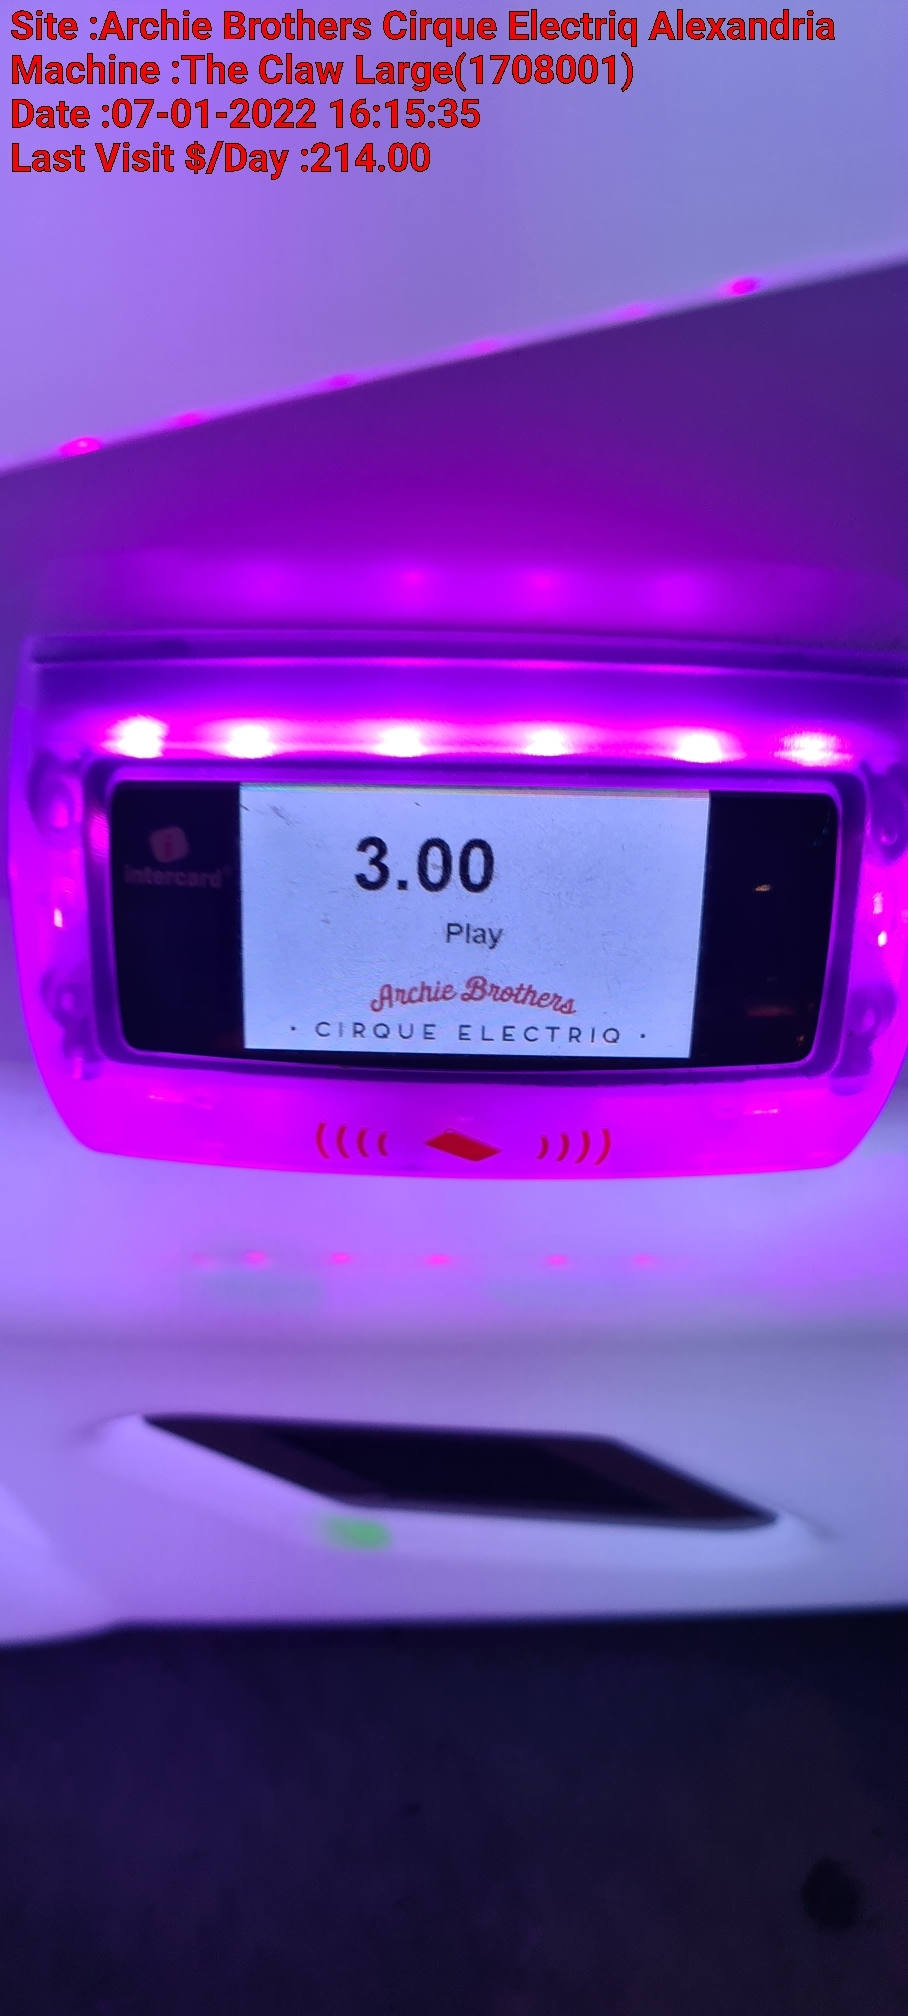 Site :Archie Brothers Cirque Electriq Alexandria
Machine :The Claw Large(1708001)
Date :07-01-2022 16:15:35
Last Visit $/Day :214.00
intercard
3.00
Play
Archie Brothers
· CIRQUE ELECTRIQ ·